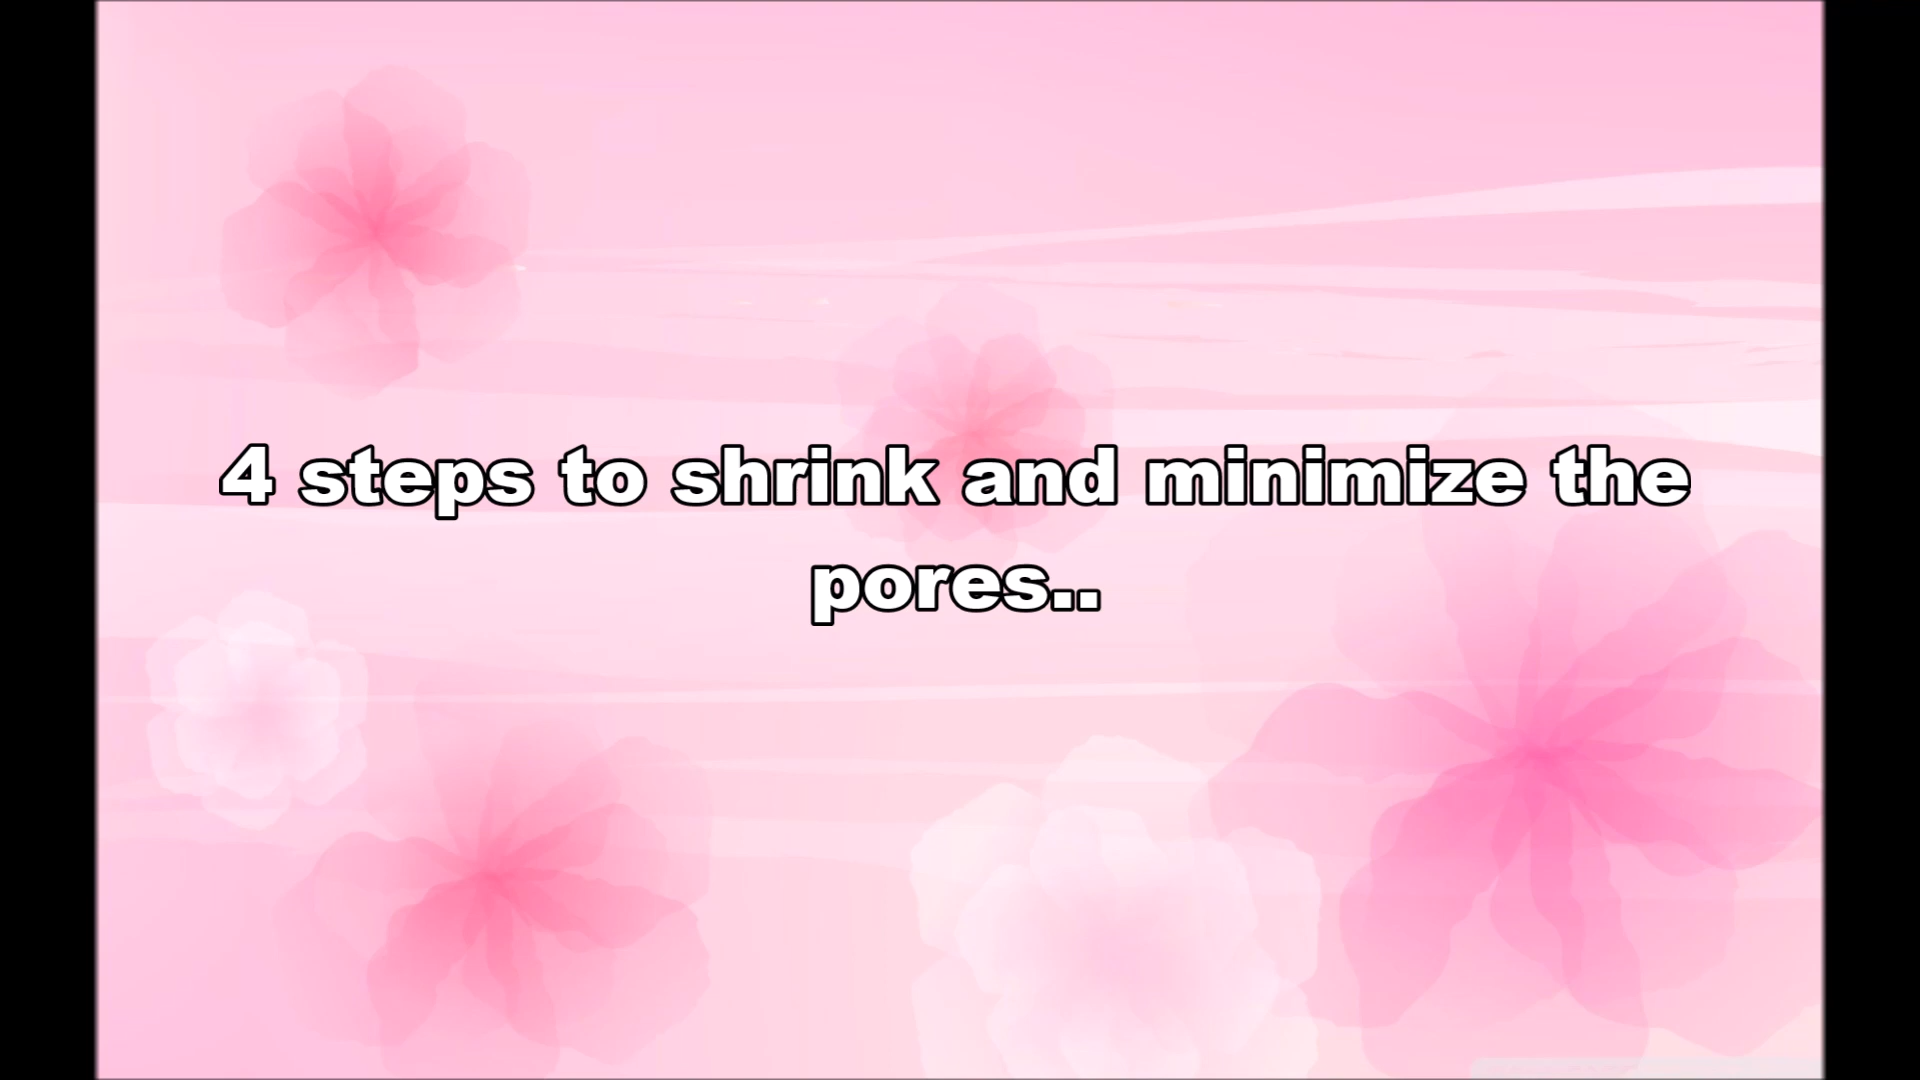 4 steps to shrink and minimize the
pores..